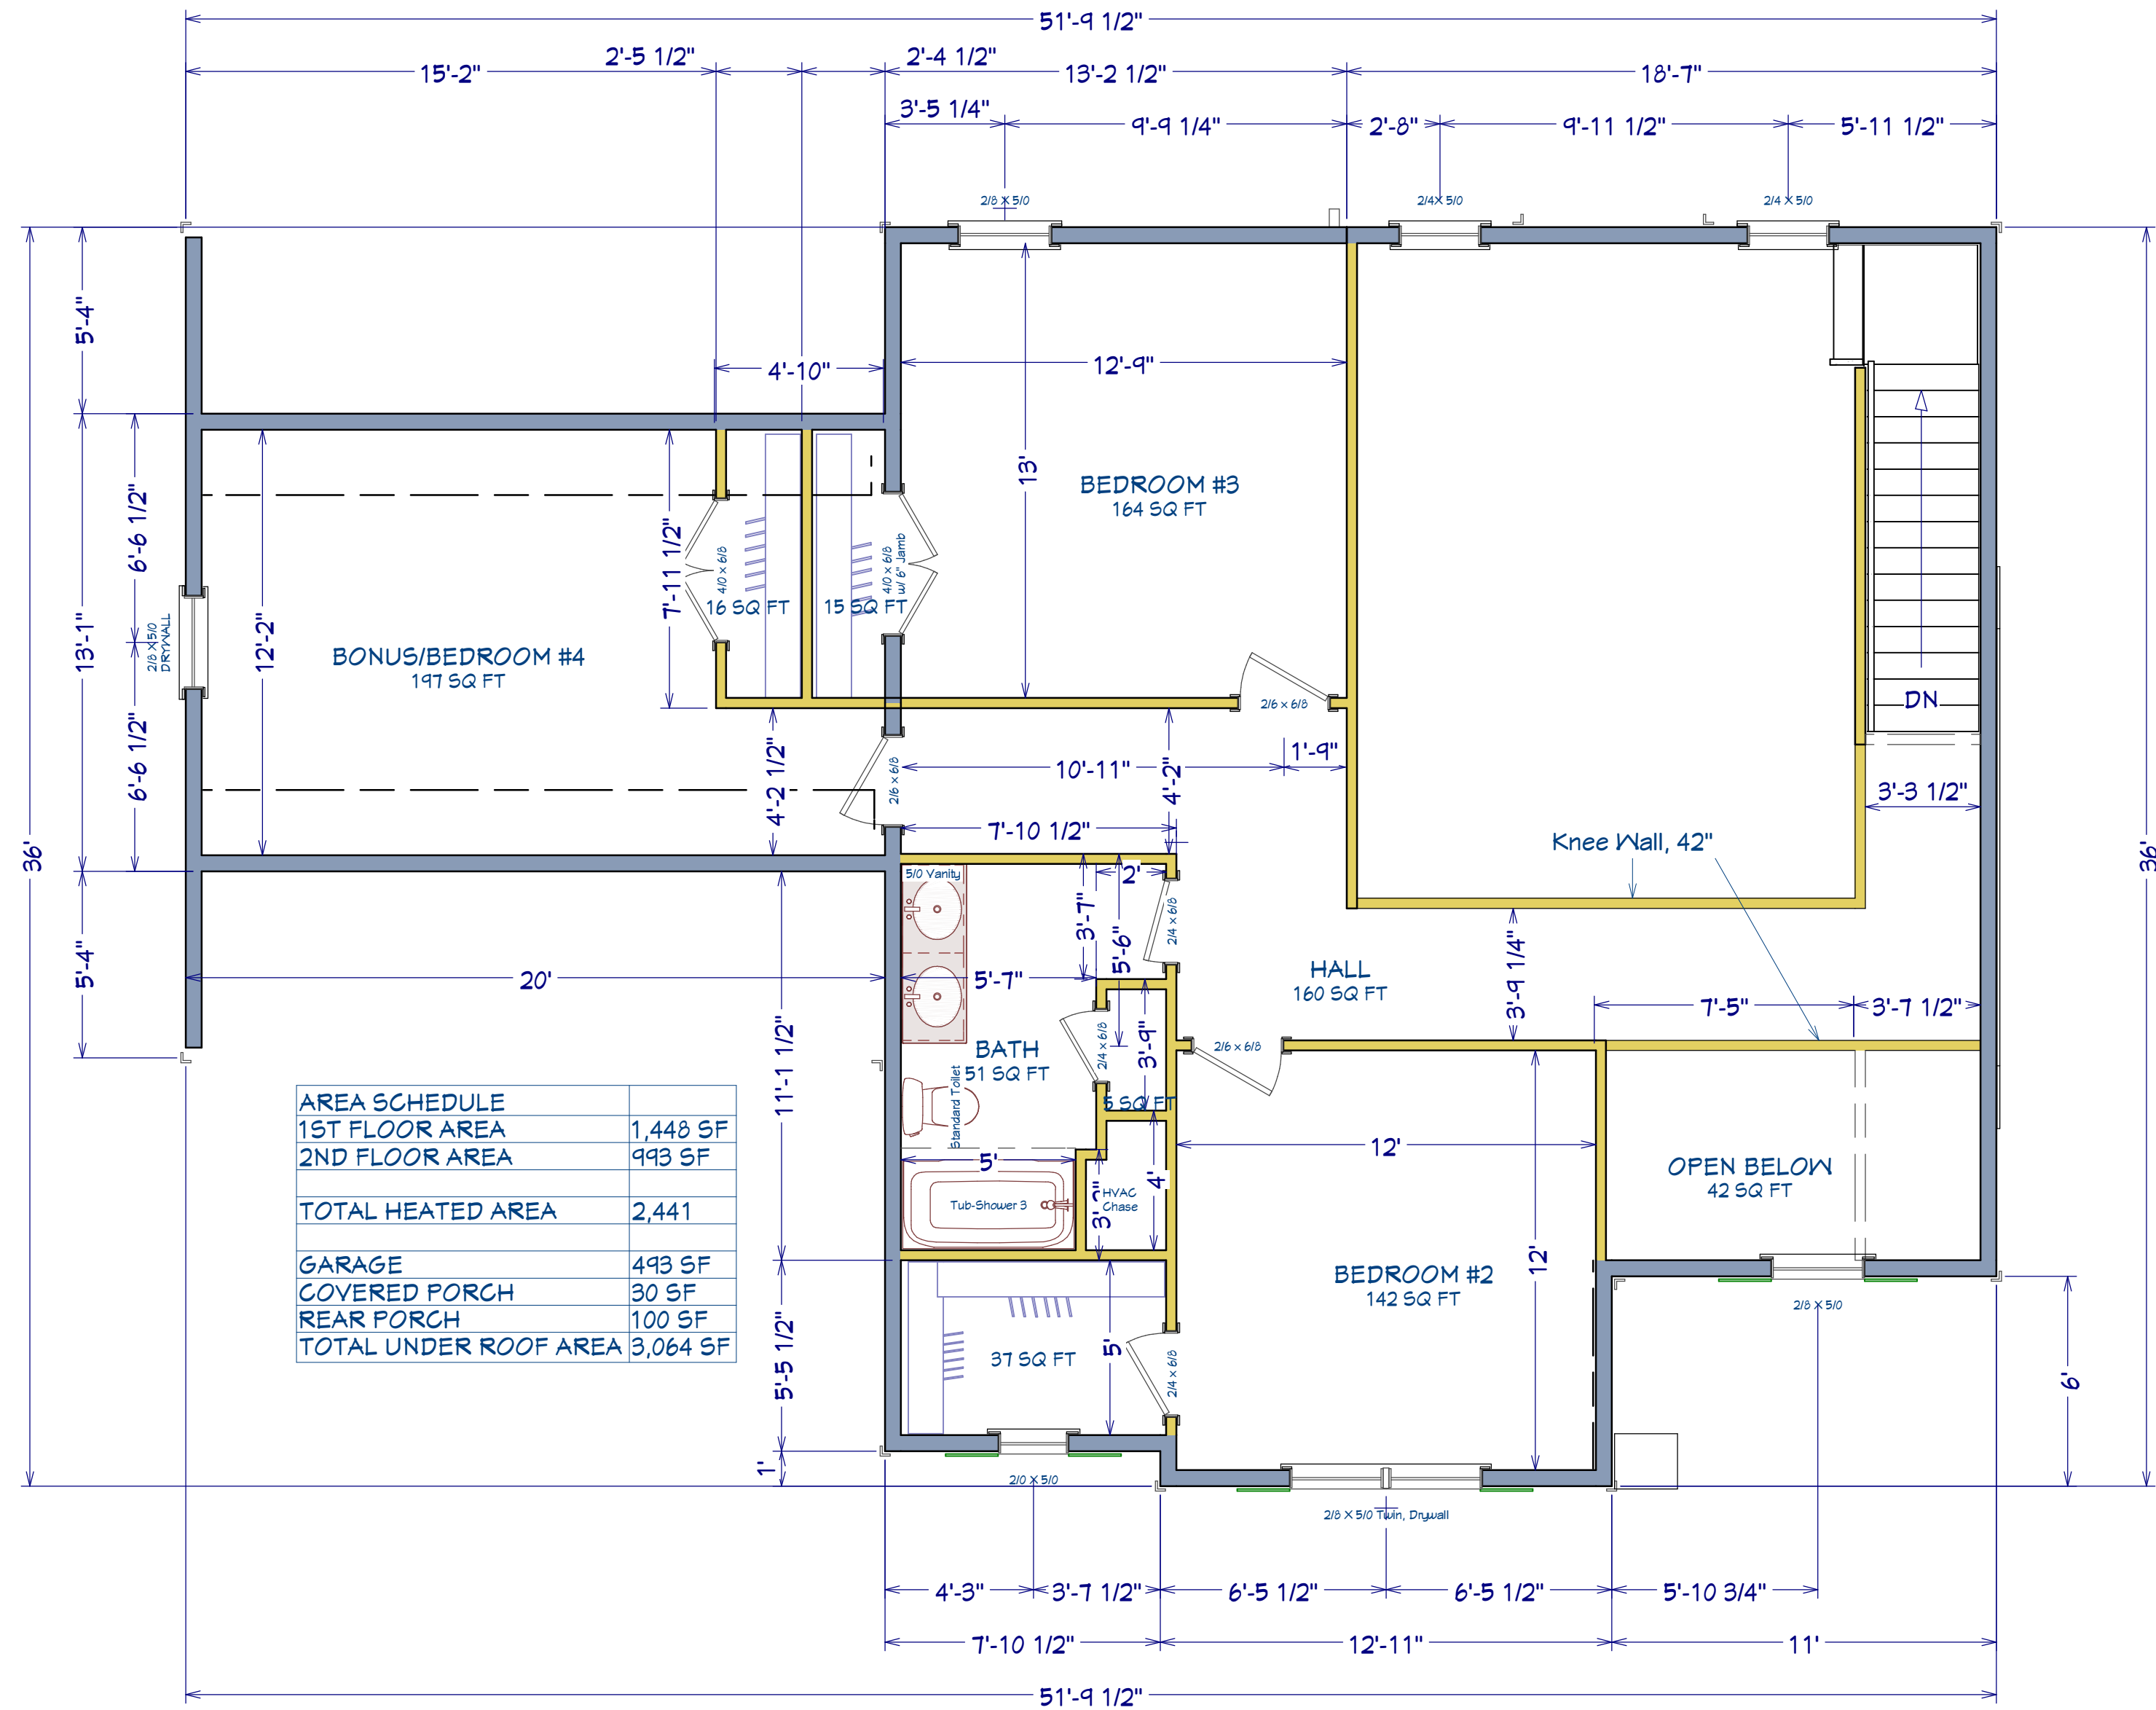 51'-9 1/2"
15'-2"
2'-5 1/2"
2'-4 1/2"
13'-2 1/2"
18'-7"
3'-5 1/4"
9'-9 1/4"
2'-8"
9'-11 1/2"
5'-11 1/2"
2/8 X 5/0
2/4X 5/0
2/4 X 5/0
5'-4"
4'-10"
12'-9"
13'
BEDROOM #3
164 SQ FT
6'-6 1/2"
13'-1"
6'-6 1/2"
12'-2"
2/8 X 5/0
DRYWALL
BONUS/BEDROOM #4
197 SQ FT
7'-11 1/2"
4/0 x 6/8
16 SQ FT
15 SQ FT
4/0 x 6/8
w/ 6" Jamb
2/6 x 6/8
DN
4'-2 1/2"
2/6 x 6/8
10'-11"
1'-9"
4'-2"
7'-10 1/2"
3'-3 1/2"
Knee Wall, 42"
36'
36'
5/0 Vanity
2'
3'-7"
5'-6"
2/4 x 6/8
5'-4"
20'
5'-7"
HALL
160 SQ FT
3'-9 1/4"
7'-5"
3'-7 1/2"
11'-1 1/2"
BATH
51 SQ FT
2/4 x 6/8
3'-9"
2/6 x 6/8
Standard Toilet
5 SQ FT
5'
Tub-Shower 3
HVAC
Chase
4'
12'
12'
OPEN BELOW
42 SQ FT
AREA SCHEDULE
1ST FLOOR AREA 1,448 SF
2ND FLOOR AREA 993 SF
TOTAL HEATED AREA 2,441
GARAGE 493 SF
COVERED PORCH 30 SF
REAR PORCH 100 SF
TOTAL UNDER ROOF AREA 3,064 SF
BEDROOM #2
142 SQ FT
5'-5 1/2"
37 SQ FT
5'
2/4 x 6/8
2/8 X 5/0
6'
1'
2/0 X 5/0
2/8 X 5/0 Twin, Drywall
4'-3"
3'-7 1/2"
6'-5 1/2"
6'-5 1/2"
5'-10 3/4"
7'-10 1/2"
12'-11"
11'
51'-9 1/2"